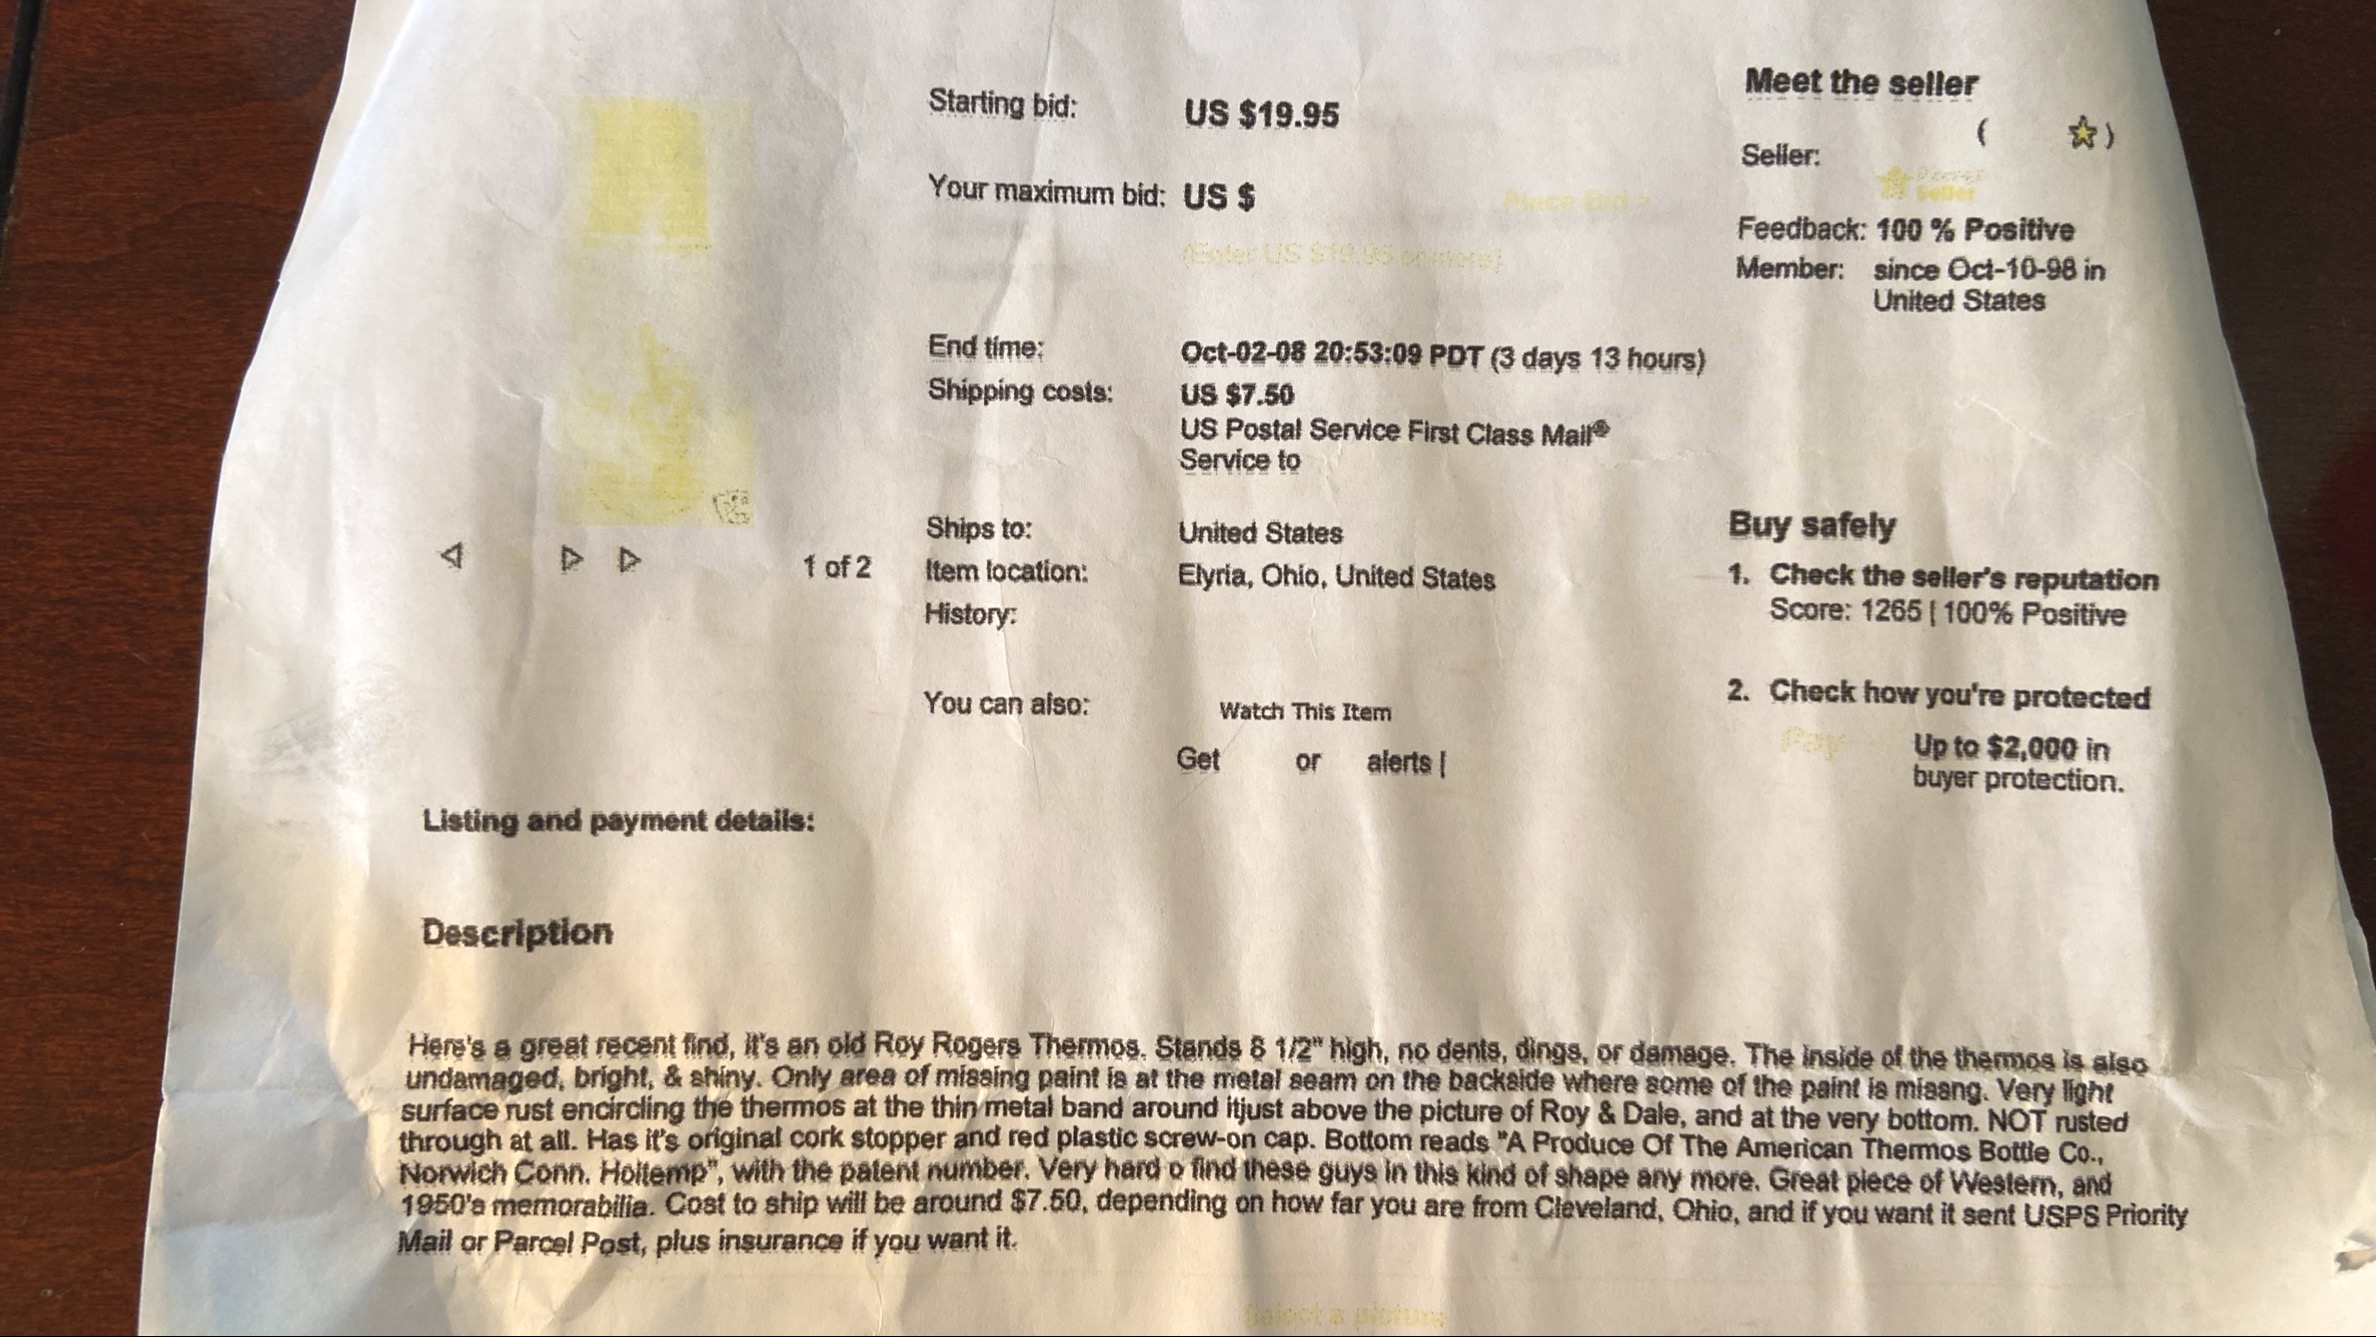 Starting bid: US $19.95
Your maximum bid: US $
Place Bid >
(Enter US $19.95 or more)
End time: Oct-02-08 20:53:09 PDT (3 days 13 hours)
Shipping costs: US $7.50
US Postal Service First Class Mail®
Service to
Ships to: United States
Item location: Elyria, Ohio, United States
History:
You can also: Watch This Item
Get or alerts |
1 of 2
Meet the seller
( ☆)
Seller:
Seller
Feedback: 100 % Positive
Member: since Oct-10-98 in
United States
Buy safely
1. Check the seller's reputation
Score: 1265 | 100% Positive
2. Check how you're protected
Pay
Up to $2,000 in
buyer protection.
Listing and payment details:
Description
Here's a great recent find, it's an old Roy Rogers Thermos. Stands 8 1/2" high, no dents, dings, or damage. The inside of the thermos is also
undamaged, bright, & shiny. Only area of missing paint is at the metal seam on the backside where some of the paint is missng. Very light
surface rust encircling the thermos at the thin metal band around itjust above the picture of Roy & Dale, and at the very bottom. NOT rusted
through at all. Has it's original cork stopper and red plastic screw-on cap. Bottom reads "A Produce Of The American Thermos Bottle Co.,
Norwich Conn. Holtemp", with the patent number. Very hard o find these guys in this kind of shape any more. Great piece of Western, and
1950's memorabilia. Cost to ship will be around $7.50, depending on how far you are from Cleveland, Ohio, and if you want it sent USPS Priority
Mail or Parcel Post, plus insurance if you want it.
Select a picture